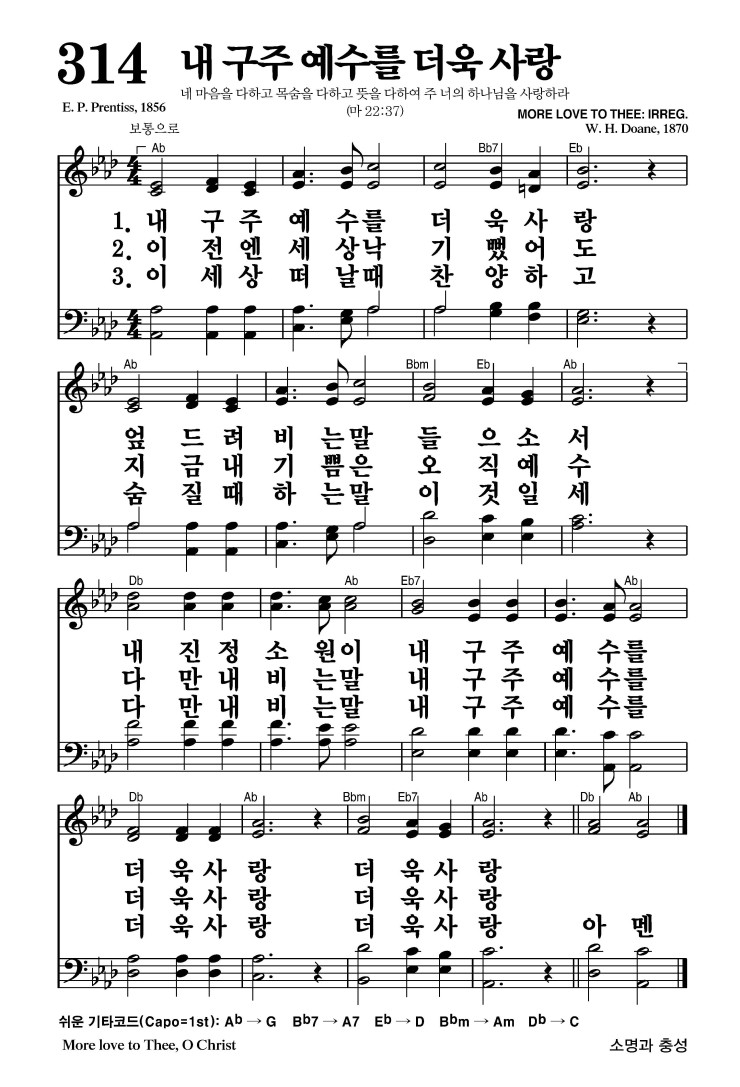 314 내 구주 예수를 더욱 사랑
네 마음을 다하고 목숨을 다하고 뜻을 다하여 주 너의 하나님을 사랑하라
E. P. Prentiss, 1856
(마 22:37)
MORE LOVE TO THEE: IRREG.
보통으로
W. H. Doane, 1870
Ab Bb7 Eb
4 4
1. 내 구 주 예 수를 더 욱 사 랑
2. 이 전 엔 세 상낙 기 뻤 어 도
3. 이 세 상 떠 날때 찬 양 하 고
4 4
Ab Bbm Eb Ab
엎 드 려 비 는말 들 으 소 서
지 금 내 기 쁨은 오 직 예 수
숨 질 때 하 는말 이 것 일 세
Db Ab Eb7 Ab
내 진 정 소 원이 내 구 주 예 수를
다 만 내 비 는말 내 구 주 예 수를
다 만 내 비 는말 내 구 주 예 수를
Db Ab Bbm Eb7 Ab Db Ab
더 욱 사 랑 더 욱 사 랑
더 욱 사 랑 더 욱 사 랑
더 욱 사 랑 더 욱 사 랑 아 멘
쉬운 기타코드(Capo=1st): Ab → G Bb7 → A7 Eb → D Bbm → Am Db → C
More love to Thee, O Christ
소명과 충성